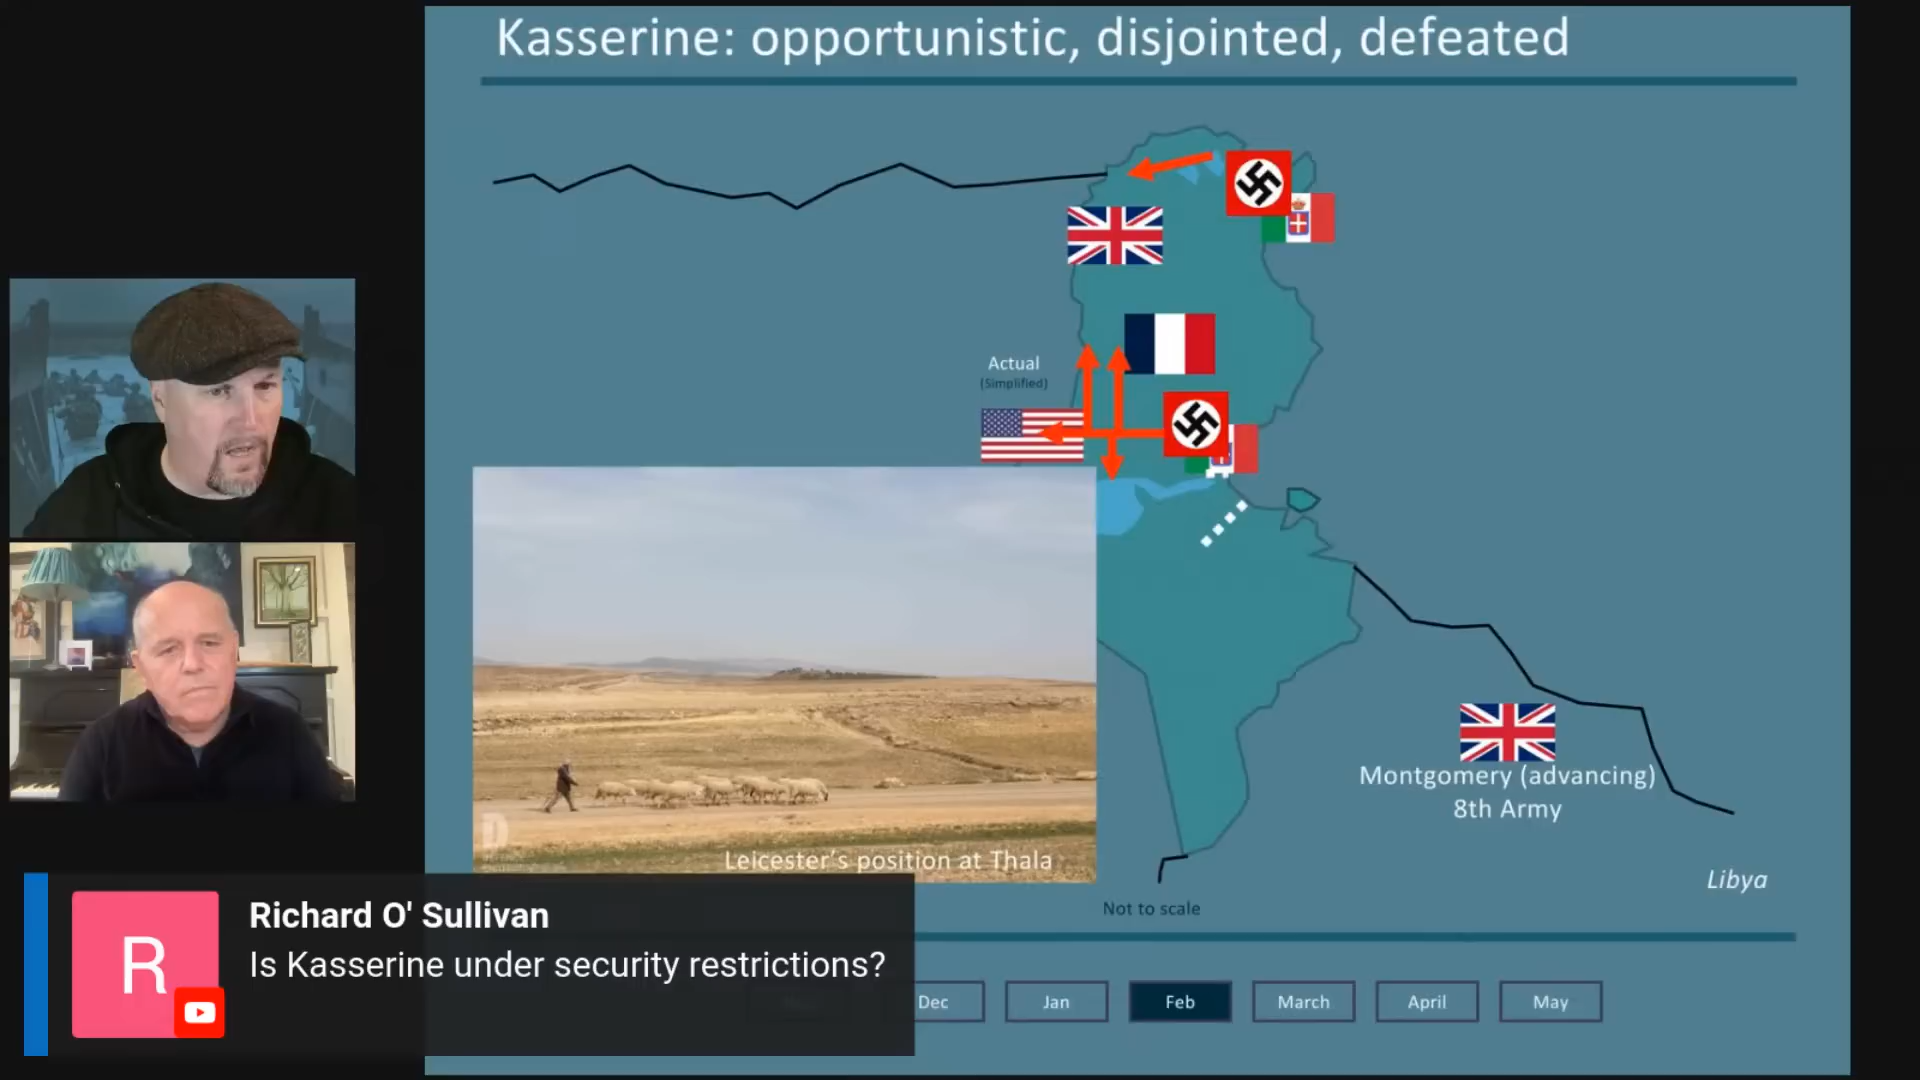 Kasserine: opportunistic, disjointed, defeated
Actual
(Simplified)
Leicester's position at Thala
Montgomery (advancing)
8th Army
Libya
Not to scale
R
Richard O' Sullivan
Is Kasserine under security restrictions?
Dec
Jan
Feb
March
April
May